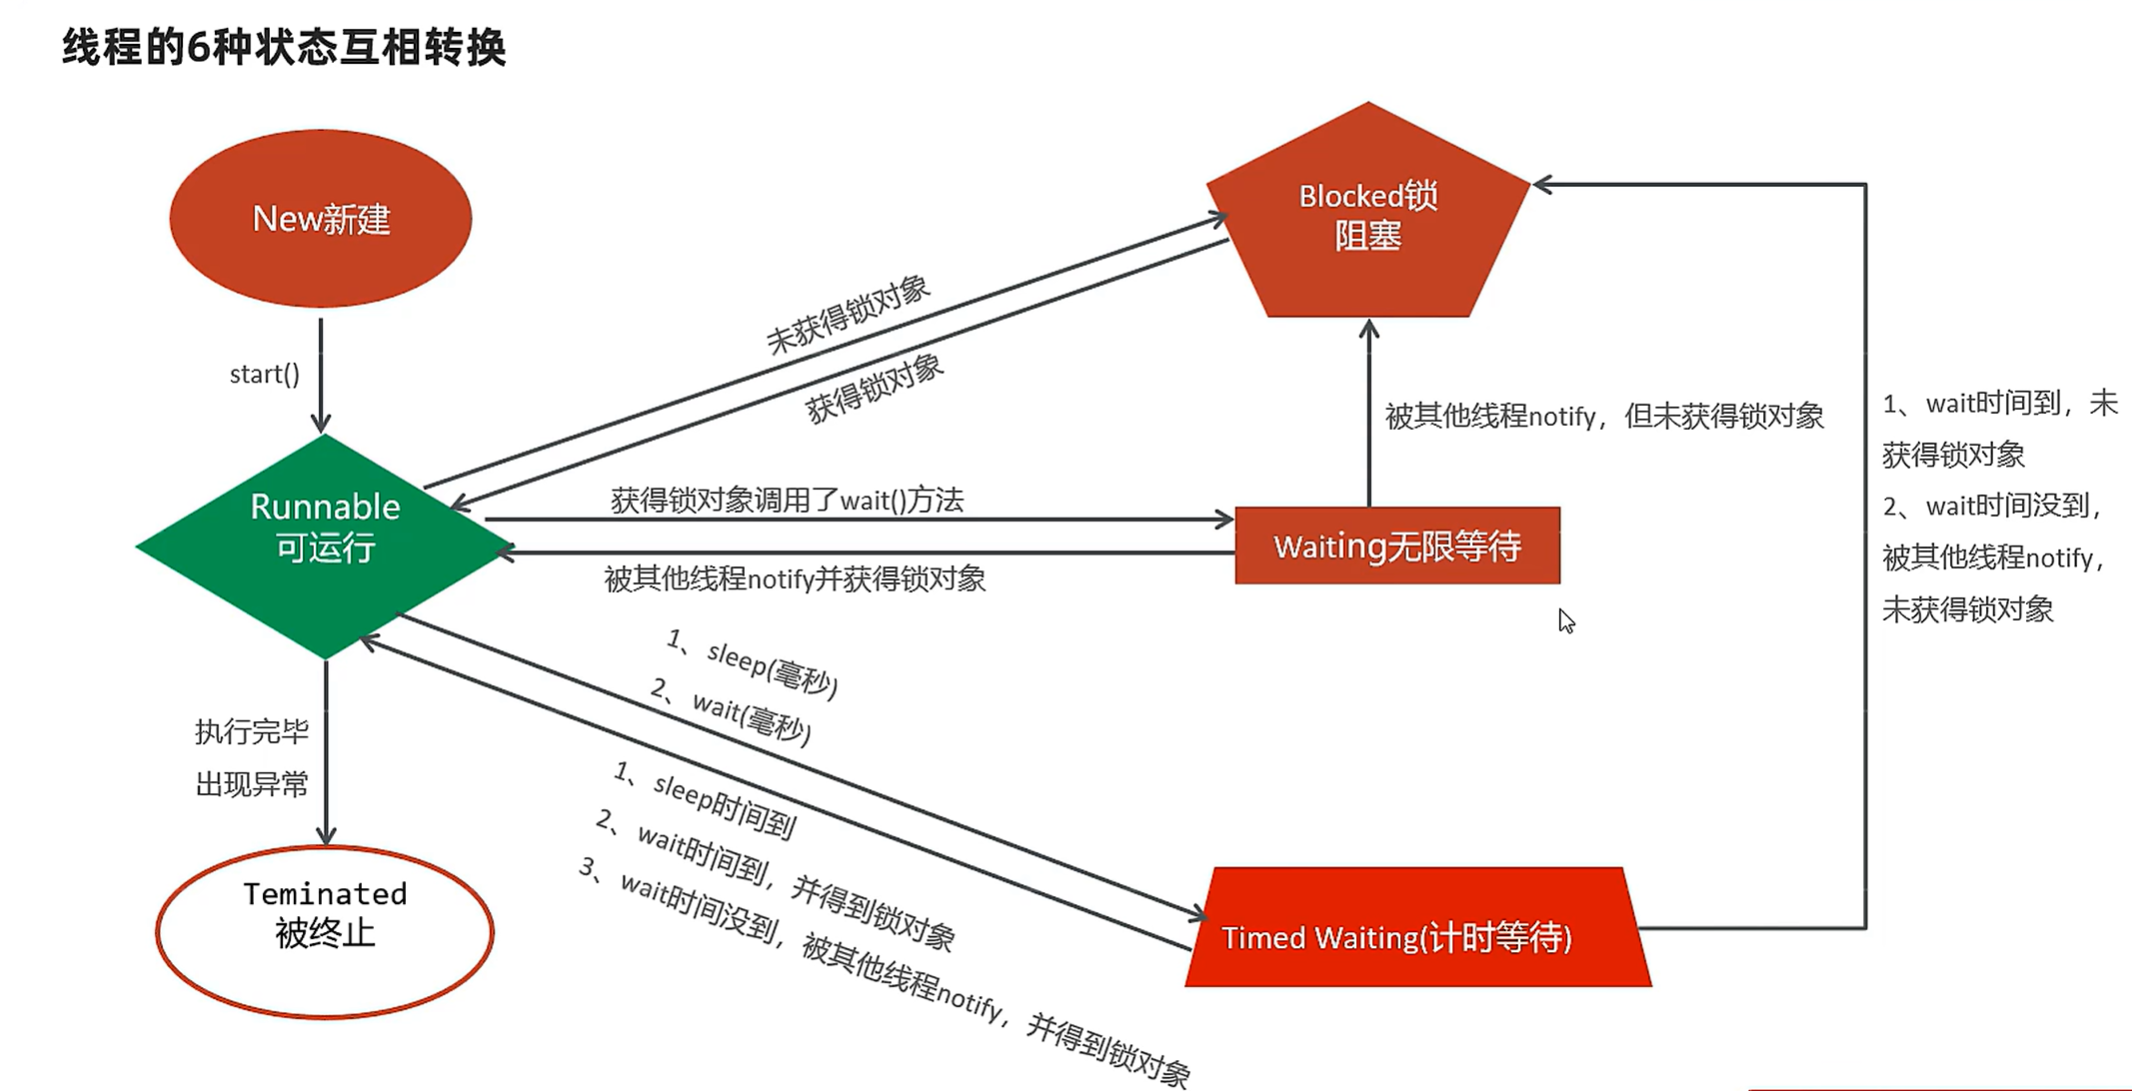 线程的6种状态互相转换
New新建
start()
Runnable
可运行
执行完毕
出现异常
Teminated
被终止
未获得锁对象
获得锁对象
获得锁对象调用了wait()方法
被其他线程notify并获得锁对象
1、sleep(毫秒)
2、wait(毫秒)
1、sleep时间到
2、wait时间到，并得到锁对象
3、wait时间没到，被其他线程notify，并得到锁对象
Blocked锁
阻塞
被其他线程notify，但未获得锁对象
Waiting无限等待
Timed Waiting(计时等待)
1、wait时间到，未
获得锁对象
2、wait时间没到，
被其他线程notify，
未获得锁对象